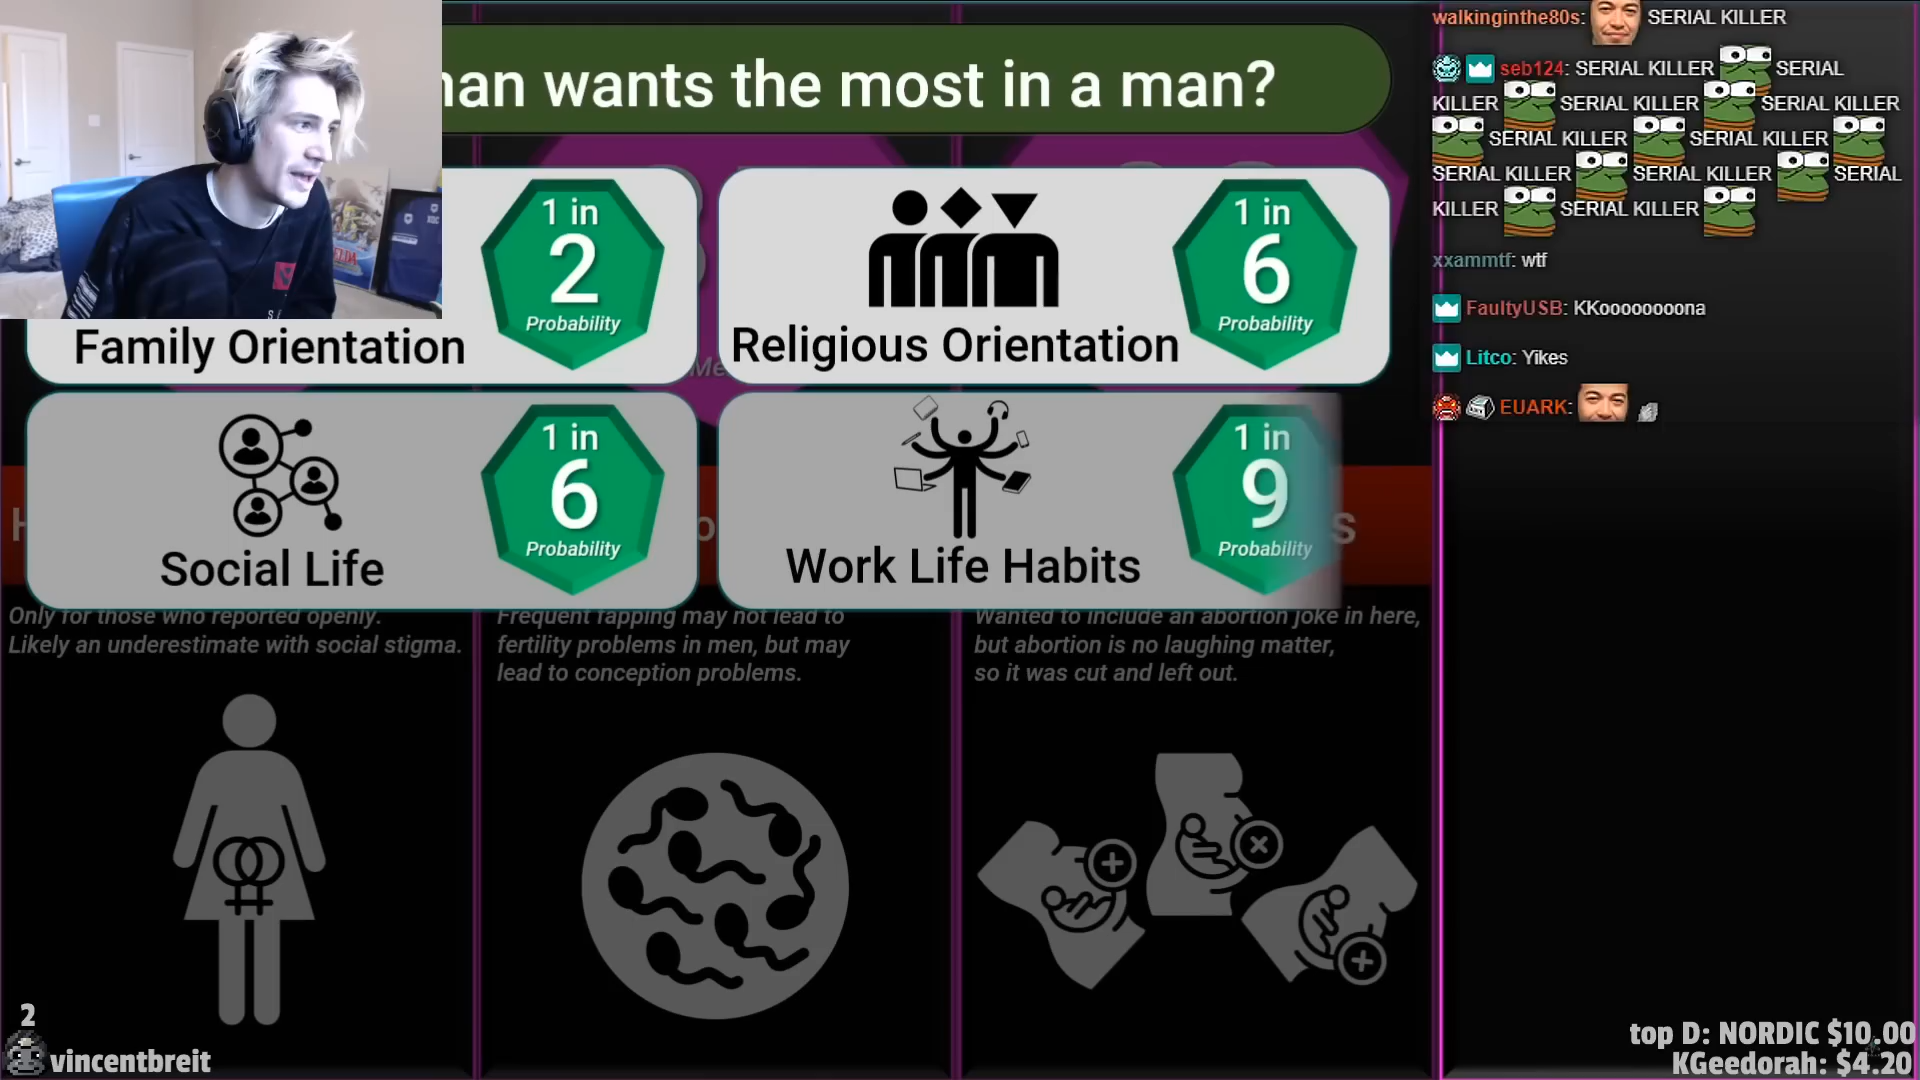 man wants the most in a man?
1 in
2
Probability
Family Orientation
1 in
6
Probability
Religious Orientation
1 in
6
Probability
Social Life
1 in
9
Probability
Work Life Habits
Only for those who reported openly.
Likely an underestimate with social stigma.
Frequent fapping may not lead to
fertility problems in men, but may
lead to conception problems.
Wanted to include an abortion joke in here,
but abortion is no laughing matter,
so it was cut and left out.
2
vincentbreit
walkinginthe80s: SERIAL KILLER
seb124: SERIAL KILLER SERIAL
KILLER SERIAL KILLER SERIAL KILLER
SERIAL KILLER SERIAL KILLER
SERIAL KILLER SERIAL KILLER SERIAL
KILLER SERIAL KILLER
xxammtf: wtf
FaultyUSB: KKoooooooona
Litco: Yikes
EUARK:
top D: NORDIC $10.00
KGeedorah: $4.20